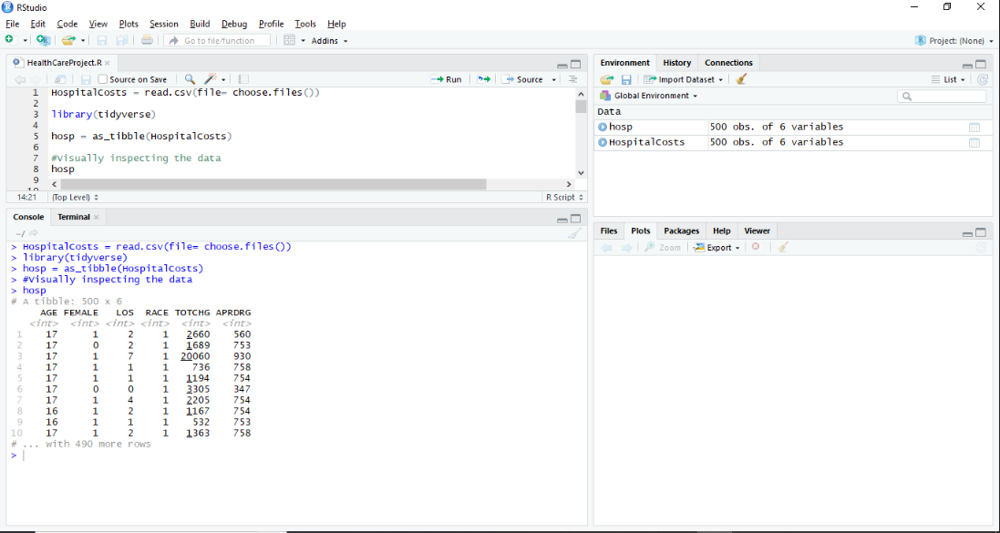 RStudio
File Edit Code View Plots Session Build Debug Profile Tools Help
Go to file/function Addins Project: (None)
HealthCareProject.R
Source on Save Run Source
1 HospitalCosts = read.csv(file= choose.files())
2
3 library(tidyverse)
4
5 hosp = as_tibble(HospitalCosts)
6
7 #Visually inspecting the data
8 hosp
9
14:21 (Top Level) R Script
Console Terminal
~/
> HospitalCosts = read.csv(file= choose.files())
> library(tidyverse)
> hosp = as_tibble(HospitalCosts)
> #Visually inspecting the data
> hosp
# A tibble: 500 x 6
AGE FEMALE LOS RACE TOTCHG APRDRG
<int> <int> <int> <int> <int> <int>
1 17 1 2 1 2660 560
2 17 0 2 1 1689 753
3 17 1 7 1 20060 930
4 17 1 1 1 736 758
5 17 1 1 1 1194 754
6 17 0 0 1 3305 347
7 17 1 4 1 2205 754
8 16 1 2 1 1167 754
9 16 1 1 1 532 753
10 17 1 2 1 1363 758
# ... with 490 more rows
>
Environment History Connections
Import Dataset List
Global Environment
Data
hosp 500 obs. of 6 variables
HospitalCosts 500 obs. of 6 variables
Files Plots Packages Help Viewer
Zoom Export